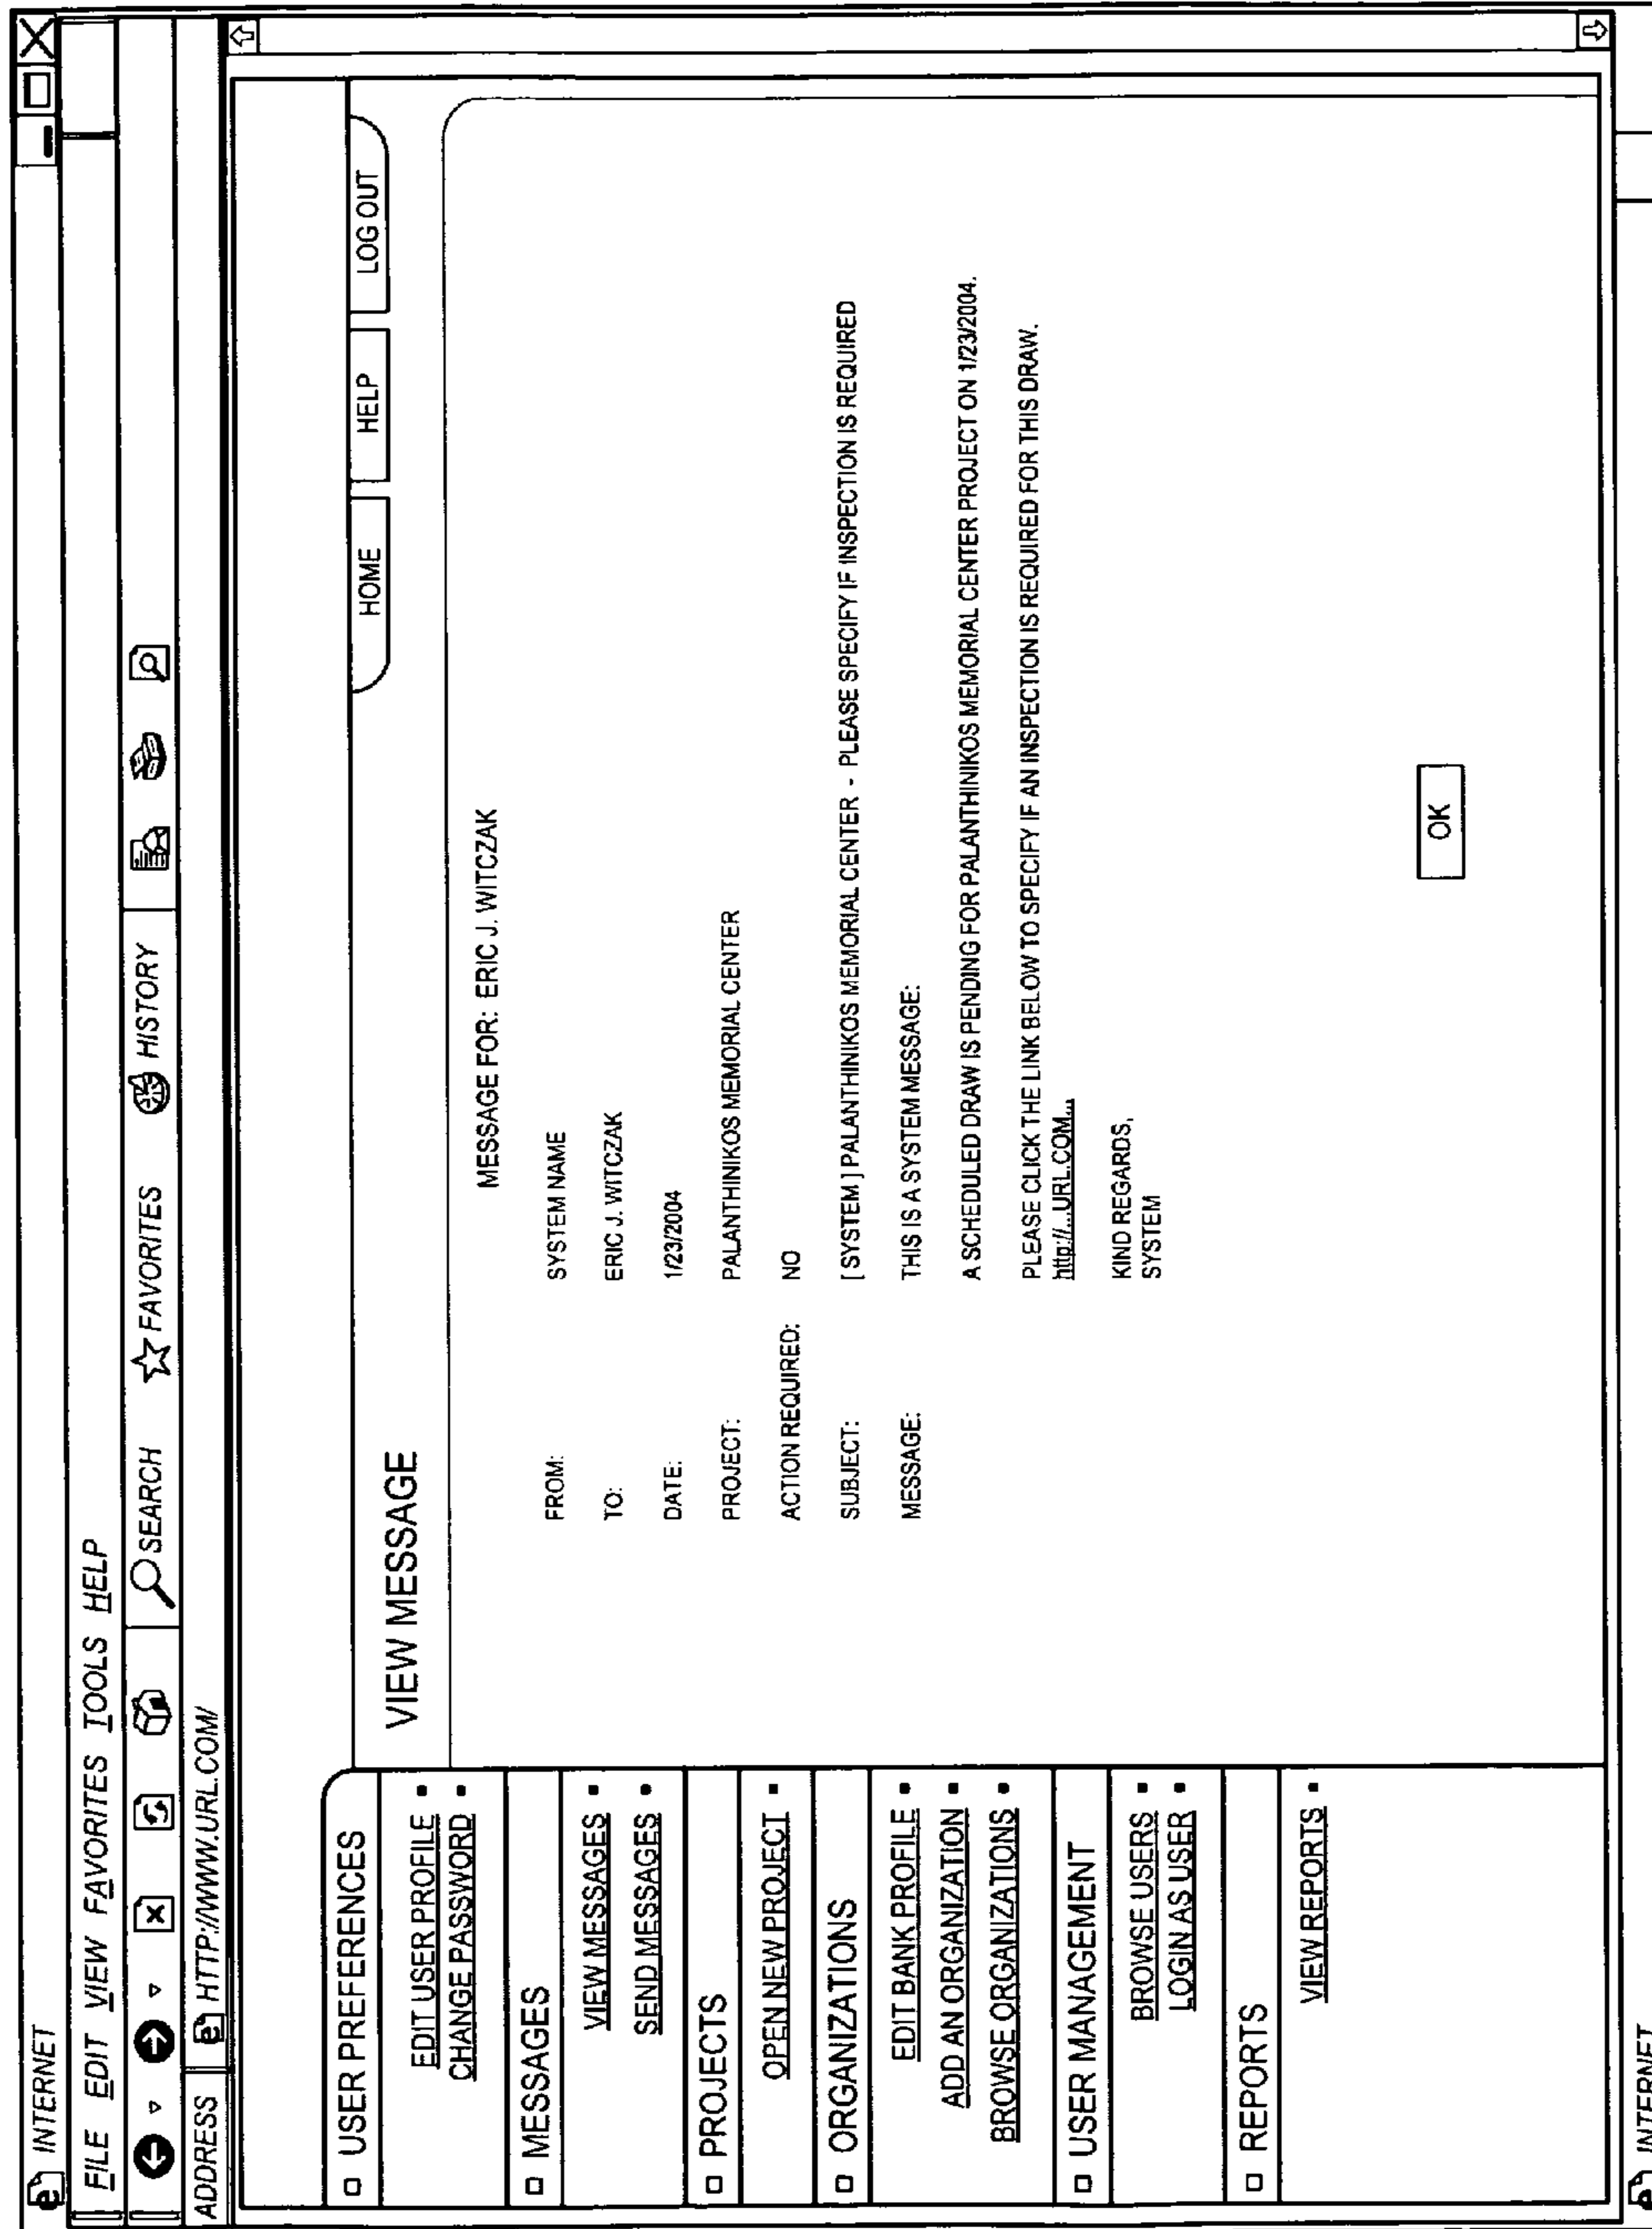 INTERNET
FILE EDIT VIEW FAVORITES TOOLS HELP
SEARCH FAVORITES HISTORY
ADDRESS HTTP://WWW.URL.COM/
HOME HELP LOG OUT
USER PREFERENCES
EDIT USER PROFILE
CHANGE PASSWORD
MESSAGES
VIEW MESSAGES
SEND MESSAGES
PROJECTS
OPEN NEW PROJECT
ORGANIZATIONS
EDIT BANK PROFILE
ADD AN ORGANIZATION
BROWSE ORGANIZATIONS
USER MANAGEMENT
BROWSE USERS
LOGIN AS USER
REPORTS
VIEW REPORTS
VIEW MESSAGE
MESSAGE FOR: ERIC J. WITCZAK
FROM: SYSTEM NAME
TO: ERIC J. WITCZAK
DATE: 1/23/2004
PROJECT: PALANTHINIKOS MEMORIAL CENTER
ACTION REQUIRED: NO
SUBJECT: [ SYSTEM ] PALANTHINIKOS MEMORIAL CENTER - PLEASE SPECIFY IF INSPECTION IS REQUIRED
MESSAGE: THIS IS A SYSTEM MESSAGE:
A SCHEDULED DRAW IS PENDING FOR PALANTHINIKOS MEMORIAL CENTER PROJECT ON 1/23/2004.
PLEASE CLICK THE LINK BELOW TO SPECIFY IF AN INSPECTION IS REQUIRED FOR THIS DRAW.
http://...URL.COM...
KIND REGARDS,
SYSTEM
OK
INTERNET